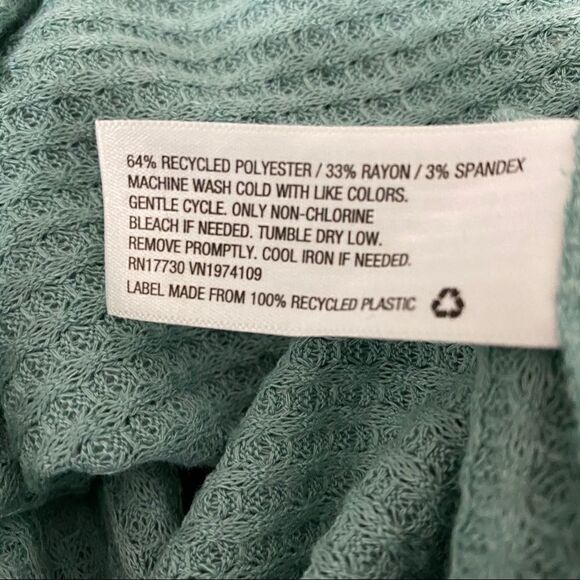 64% RECYCLED POLYESTER / 33% RAYON / 3% SPANDEX
MACHINE WASH COLD WITH LIKE COLORS.
GENTLE CYCLE. ONLY NON-CHLORINE
BLEACH IF NEEDED. TUMBLE DRY LOW.
REMOVE PROMPTLY. COOL IRON IF NEEDED.
RN17730 VN1974109
LABEL MADE FROM 100% RECYCLED PLASTIC